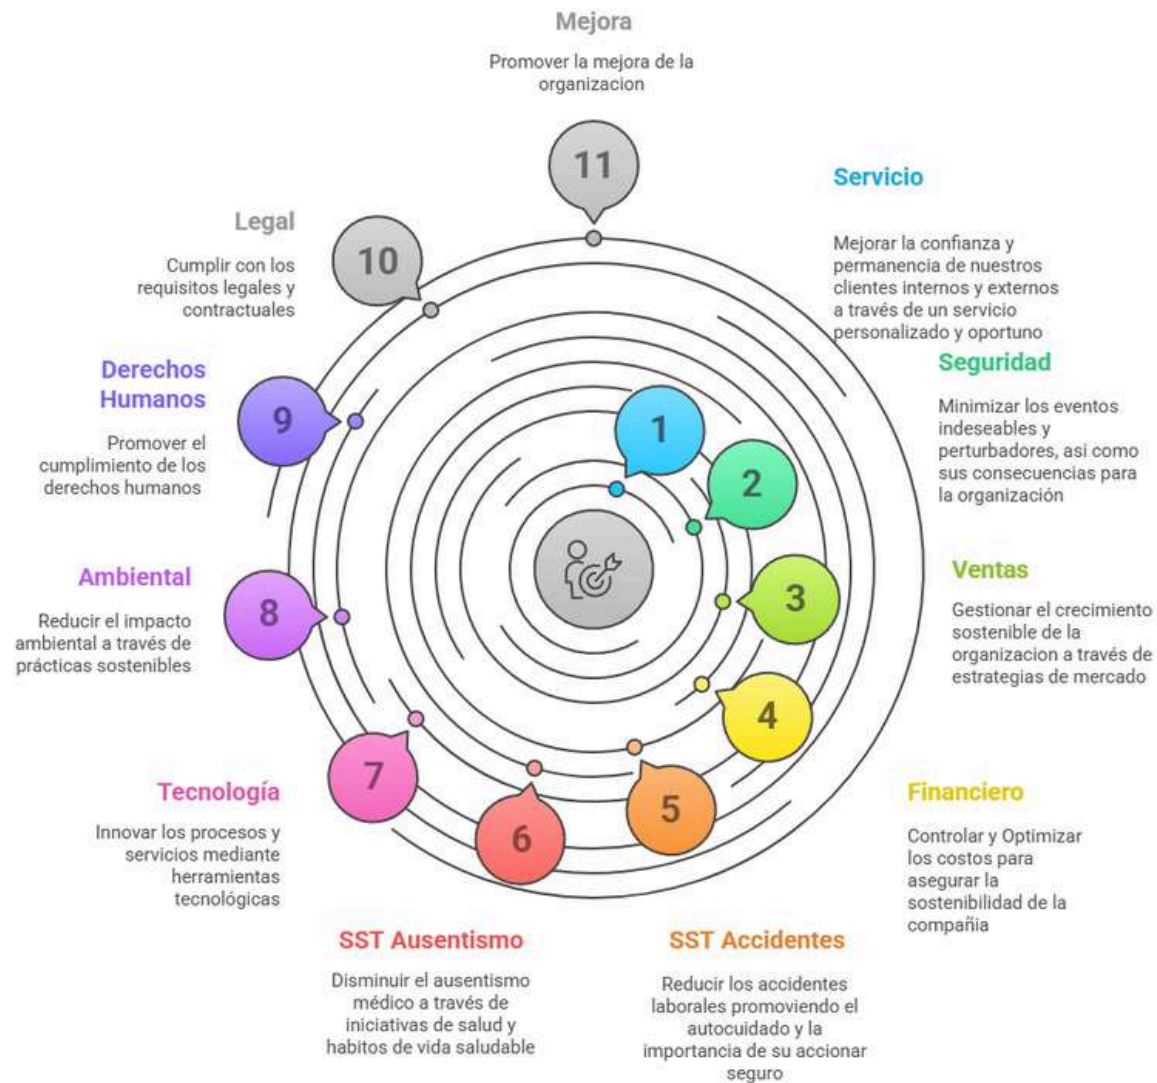 Mejora
Promover la mejora de la
organizacion
11
Servicio
Mejorar la confianza y
permanencia de nuestros
clientes internos y externos
a través de un servicio
personalizado y oportuno
1
Seguridad
Minimizar los eventos
indeseables y
perturbadores, asi como
sus consecuencias para
la organización
2
Ventas
Gestionar el crecimiento
sostenible de la
organizacion a través de
estrategias de mercado
3
Financiero
Controlar y Optimizar
los costos para
asegurar la
sostenibilidad de la
compañia
4
SST Accidentes
Reducir los accidentes
laborales promoviendo el
autocuidado y la
importancia de su accionar
seguro
5
SST Ausentismo
Disminuir el ausentismo
médico a través de
iniciativas de salud y
habitos de vida saludable
6
Tecnología
Innovar los procesos y
servicios mediante
herramientas
tecnológicas
7
Ambiental
Reducir el impacto
ambiental a través de
prácticas sostenibles
8
Derechos
Humanos
Promover el
cumplimiento de los
derechos humanos
9
Legal
Cumplir con los
requisitos legales y
contractuales
10